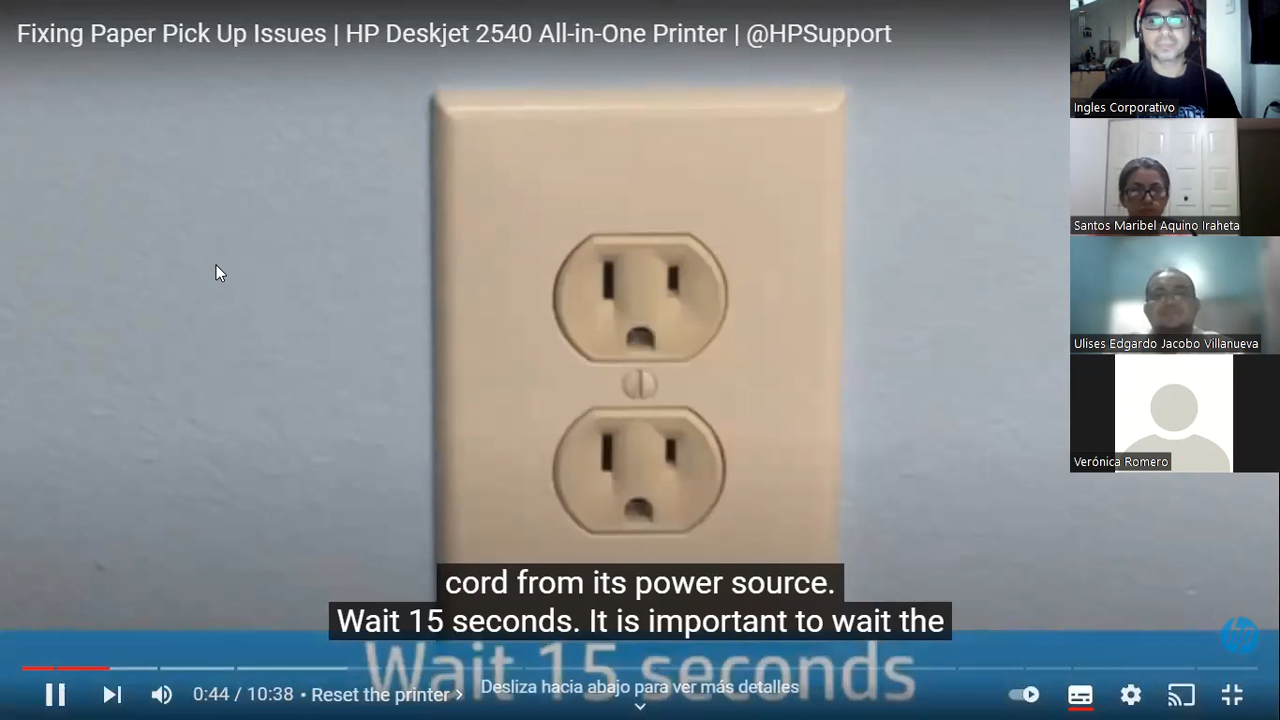 Fixing Paper Pick Up Issues | HP Deskjet 2540 All-in-One Printer | @HPSupport
Ingles Corporativo
Santos Maribel Aquino Iraheta
Ulises Edgardo Jacobo Villanueva
Verónica Romero
cord from its power source.
Wait 15 seconds. It is important to wait the
hp
Wait 15 seconds
0:44 / 10:38 • Reset the printer >
Desliza hacia abajo para ver más detalles